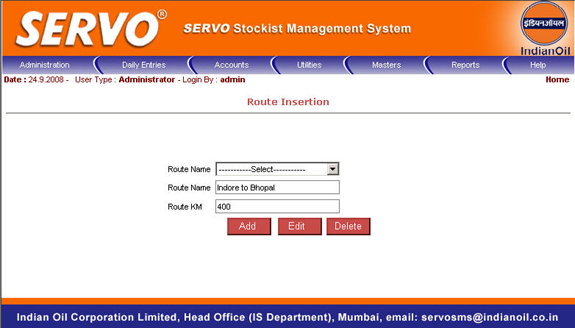 SERVO®
SERVO Stockist Management System
इंडियनऑयल
IndianOil
Administration Daily Entries Accounts Utilities Masters Reports Help
Date : 24.9.2008 - User Type : Administrator - Login By : admin Home
Route Insertion
Route Name -----------Select-----------
Route Name Indore to Bhopal
Route KM 400
Add Edit Delete
Indian Oil Corporation Limited, Head Office (IS Department), Mumbai, email: servosms@indianoil.co.in